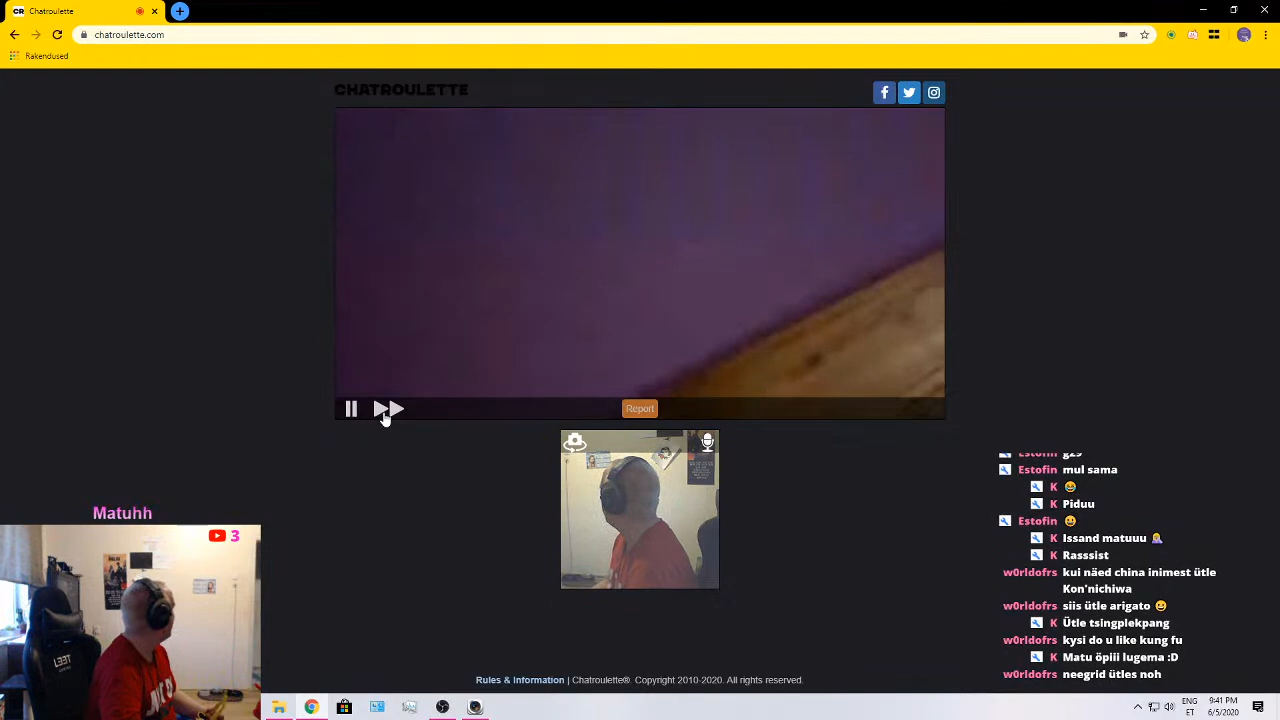 Chatroulette
chatroulette.com
Rakendused
CHATROULETTE
Report
Matuhh
3
Estofin g29
Estofin mul sama
K 😂
K Piduu
Estofin 😀
K Issand matuuu 🤦‍♀️
K Rasssist
w0rldofrs kui näed china inimest ütle
Kon'nichiwa
w0rldofrs siis ütle arigato 😀
K Ütle tsingplekpang
w0rldofrs kysi do u like kung fu
K Matu öpiii lugema :D
w0rldofrs neegrid ütles noh
Rules & Information | Chatroulette®. Copyright 2010-2020. All rights reserved.
ENG
ET
9:41 PM
6/5/2020